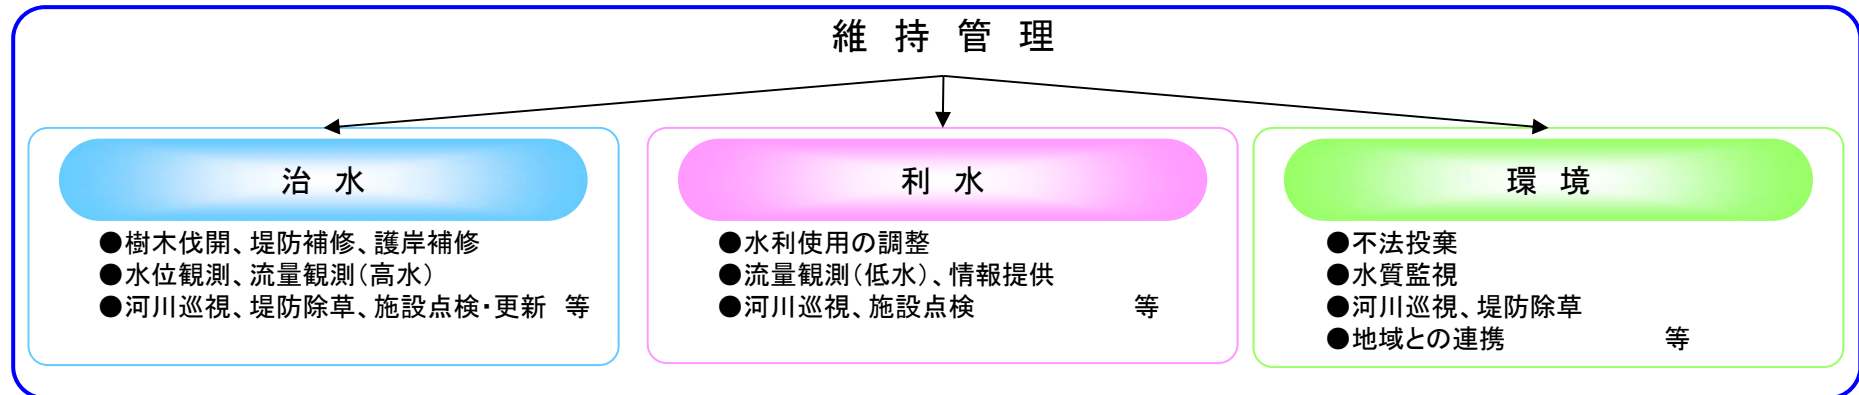 維持管理
治水
●樹木伐開、堤防補修、護岸補修
●水位観測、流量観測(高水)
●河川巡視、堤防除草、施設点検・更新 等
利水
●水利使用の調整
●流量観測(低水)、情報提供
●河川巡視、施設点検 等
環境
●不法投棄
●水質監視
●河川巡視、堤防除草
●地域との連携 等